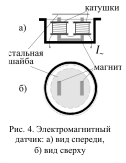 катушки
а)
стальная
шайба
I~
магнит
б)
Рис. 4. Электромагнитный
датчик: а) вид спереди,
б) вид сверху